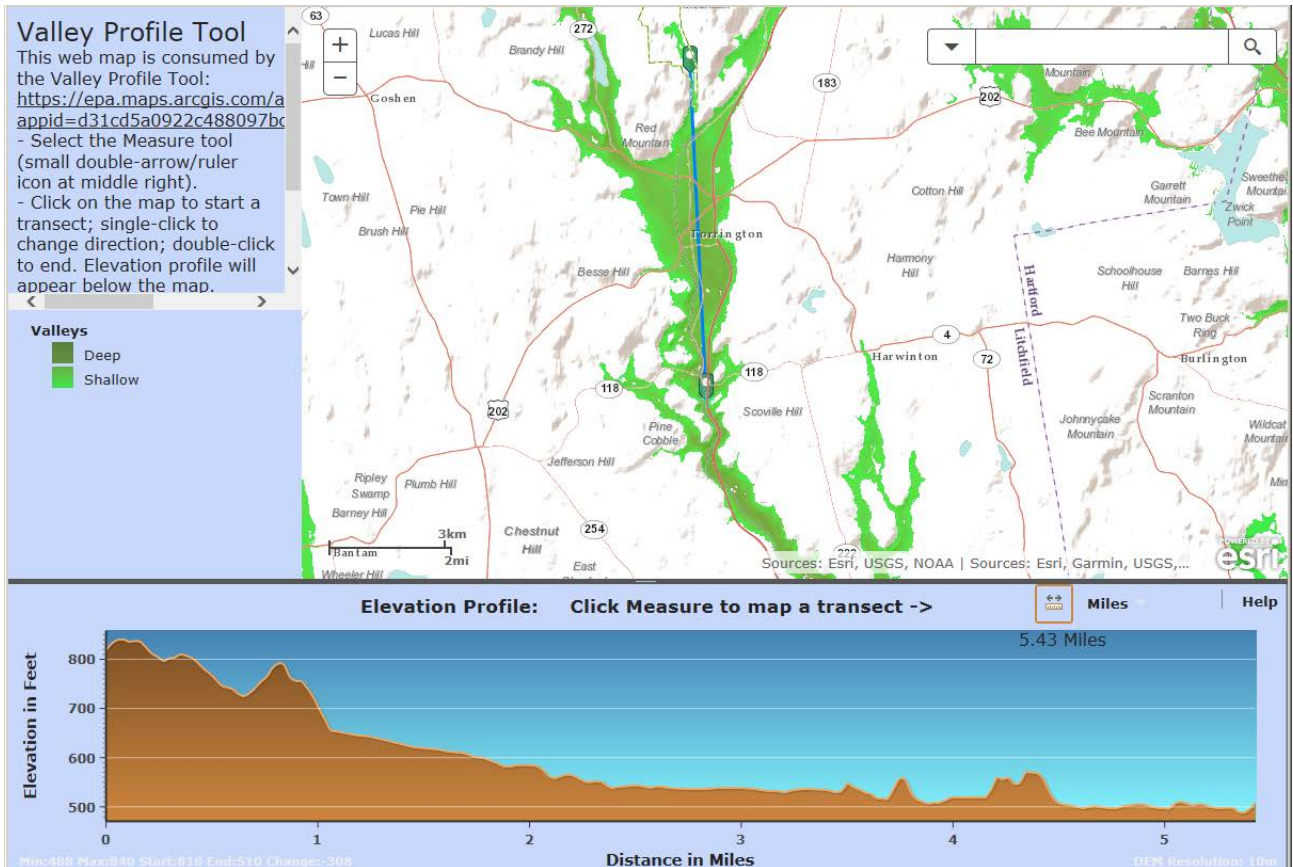 Valley Profile Tool
This web map is consumed by
the Valley Profile Tool:
https://epa.maps.arcgis.com/a
appid=d31cd5a0922c488097bc
- Select the Measure tool
(small double-arrow/ruler
icon at middle right).
- Click on the map to start a
transect; single-click to
change direction; double-click
to end. Elevation profile will
appear below the map.
Valleys
Deep
Shallow
63
Lucas Hill
272
Brandy Hill
Goshen
183
202
Mountain
Bee Mountain
Red
Mountain
Town Hill
Pie Hill
Brush Hill
Cotton Hill
Garrett
Mountain
Zwick
Point
Torrington
Besse Hill
Harmony
Hill
Hartford
Litchfield
Schoolhouse
Hill
Barnes Hill
Two Buck
Ring
4
Harwinton
72
Burlington
118
118
202
Scoville Hill
Pine
Cobble
Johnnycake
Mountain
Scranton
Mountain
Wildcat
Jefferson Hill
Ripley
Swamp
Plumb Hill
Barney Hill
Chestnut
Hill
254
3km
Bantam
2mi
Wheeler Hill
East
222
Sources: Esri, USGS, NOAA | Sources: Esri, Garmin, USGS,...
POWERED BY
esri
Elevation Profile: Click Measure to map a transect ->
Miles
Help
5.43 Miles
Elevation in Feet
800
700
600
500
0 1 2 3 4 5
Distance in Miles
Min:488 Max:840 Start:818 End:510 Change:-308
DEM Resolution: 10m